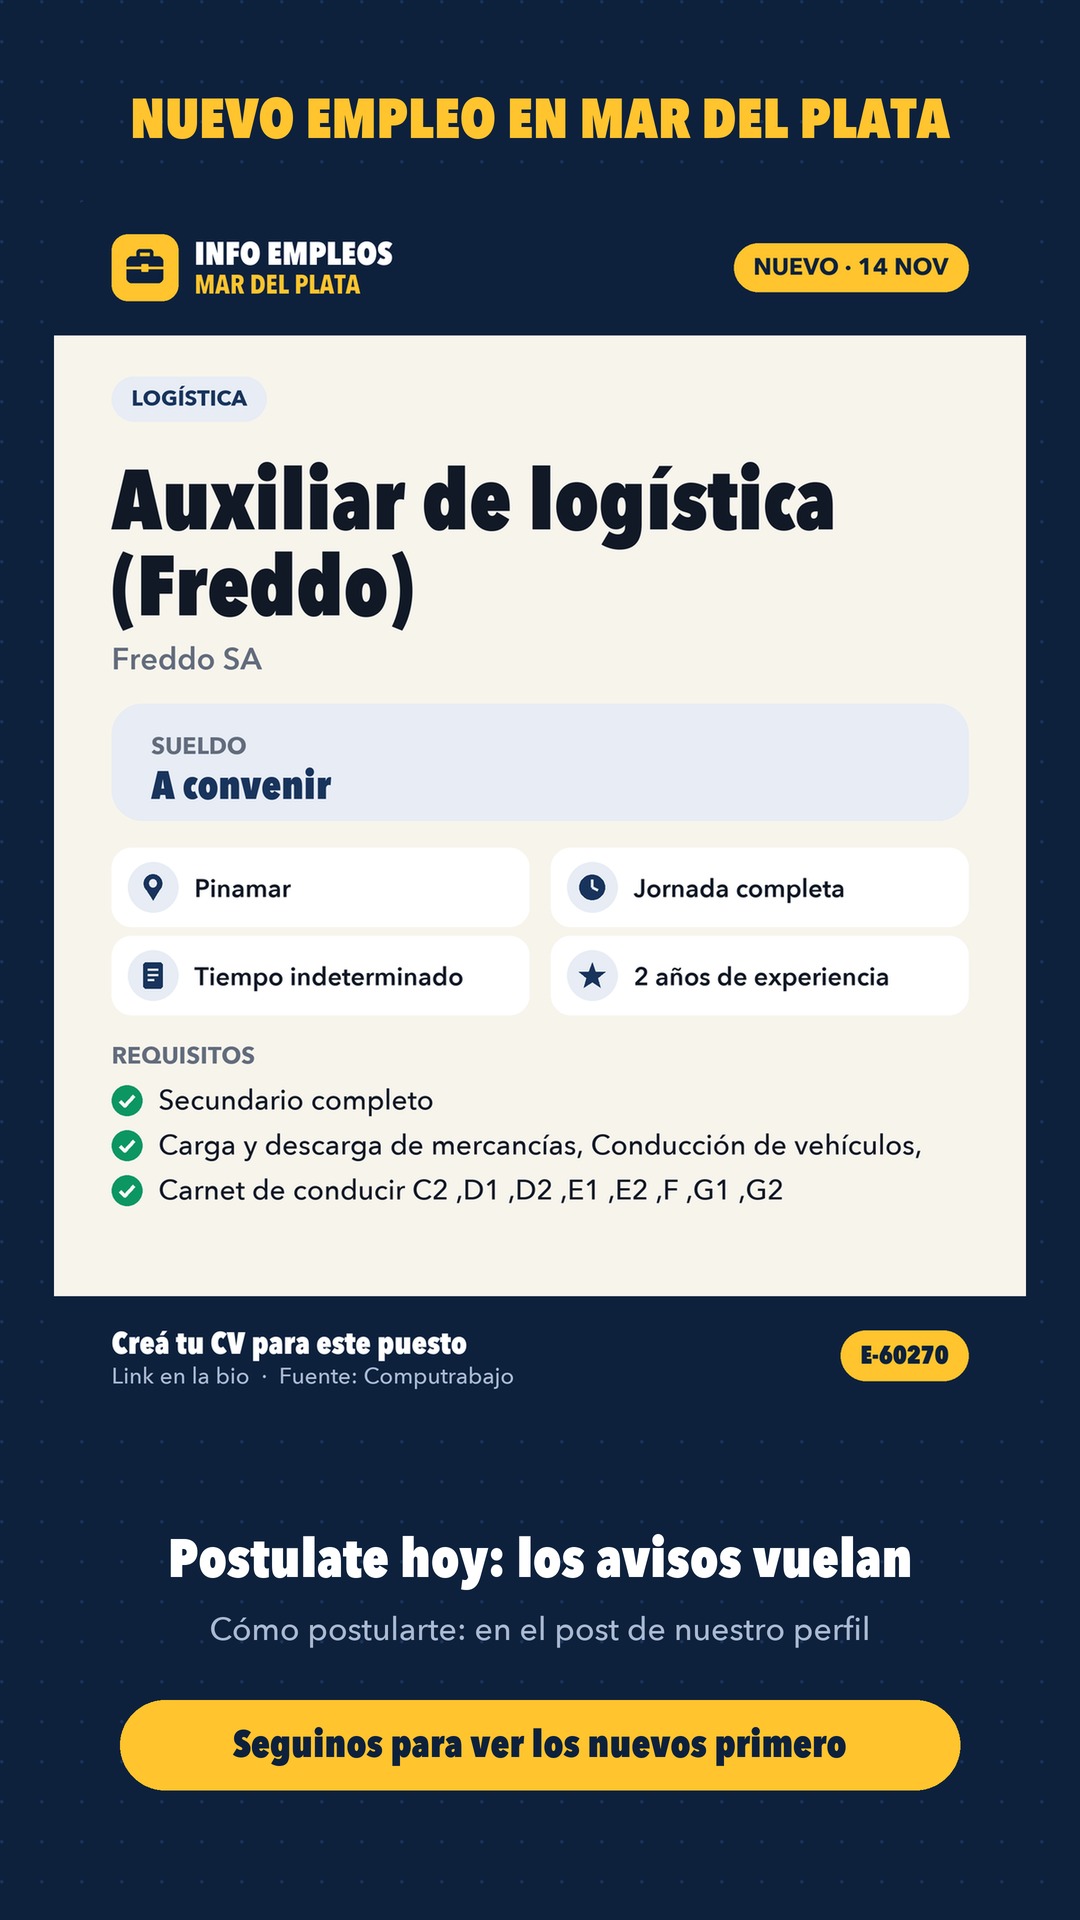 NUEVO EMPLEO EN MAR DEL PLATA
INFO EMPLEOS
MAR DEL PLATA
NUEVO · 14 NOV
LOGÍSTICA
Auxiliar de logística
(Freddo)
Freddo SA
SUELDO
A convenir
Pinamar
Jornada completa
Tiempo indeterminado
2 años de experiencia
REQUISITOS
Secundario completo
Carga y descarga de mercancías, Conducción de vehículos,
Carnet de conducir C2 ,D1 ,D2 ,E1 ,E2 ,F ,G1 ,G2
Creá tu CV para este puesto
Link en la bio · Fuente: Computrabajo
E-60270
Postulate hoy: los avisos vuelan
Cómo postularte: en el post de nuestro perfil
Seguinos para ver los nuevos primero